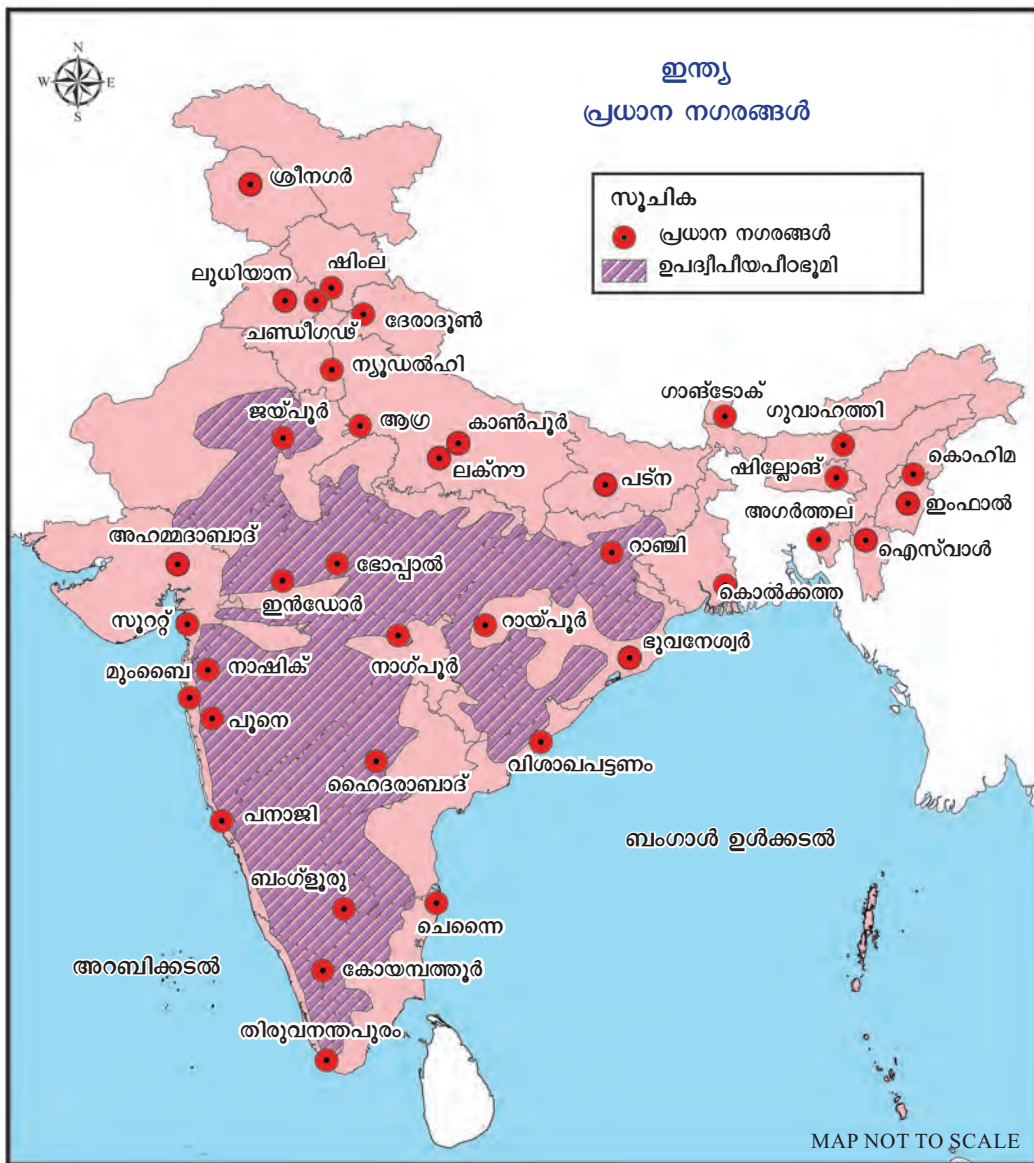 ഇന്ത്യ
പ്രധാന നഗരങ്ങൾ
N
W E
S
സൂചിക
പ്രധാന നഗരങ്ങൾ
ഉപദ്വീപീയപീഠഭൂമി
ശ്രീനഗർ
ഷിംല
ലുധിയാന
ചണ്ഡീഗഢ്
ദേരാദൂൺ
ന്യൂഡൽഹി
ജയ്പൂർ
ആഗ്ര
കാൺപൂർ
ലക്നൗ
പട്ന
ഗാങ്ടോക്
ഗുവാഹത്തി
ഷില്ലോങ്
കൊഹിമ
ഇംഫാൽ
അഗർത്തല
ഐസ്വാൾ
അഹമ്മദാബാദ്
ഭോപ്പാൽ
ഇൻഡോർ
റാഞ്ചി
കൊൽക്കത്ത
സൂററ്റ്
റായ്പൂർ
നാഗ്പൂർ
ഭുവനേശ്വർ
മുംബൈ
നാഷിക്
പൂനെ
വിശാഖപട്ടണം
ഹൈദരാബാദ്
പനാജി
ബംഗാൾ ഉൾക്കടൽ
ബംഗ്ളൂരു
ചെന്നൈ
അറബിക്കടൽ
കോയമ്പത്തൂർ
തിരുവനന്തപുരം
MAP NOT TO SCALE